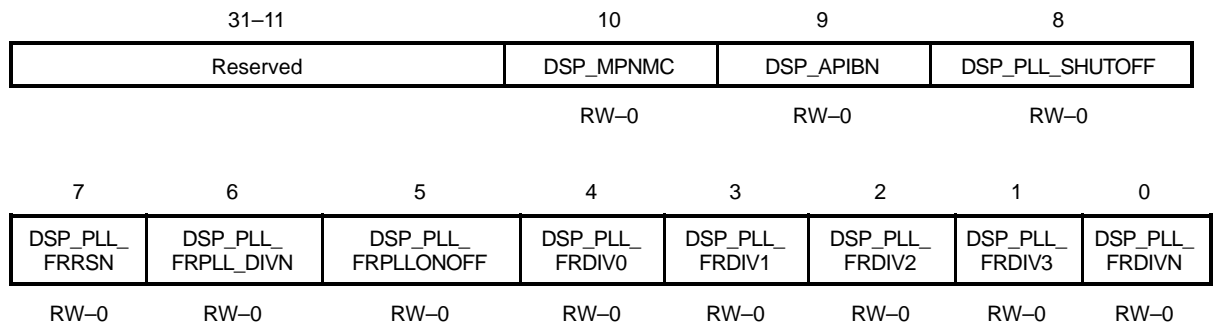 31–11 10 9 8
Reserved DSP_MPNMC DSP_APIBN DSP_PLL_SHUTOFF
RW–0 RW–0 RW–0
7 6 5 4 3 2 1 0
DSP_PLL_ DSP_PLL_ DSP_PLL_ DSP_PLL_ DSP_PLL_ DSP_PLL_ DSP_PLL_ DSP_PLL_
FRRSN FRPLL_DIVN FRPLLONOFF FRDIV0 FRDIV1 FRDIV2 FRDIV3 FRDIVN
RW–0 RW–0 RW–0 RW–0 RW–0 RW–0 RW–0 RW–0